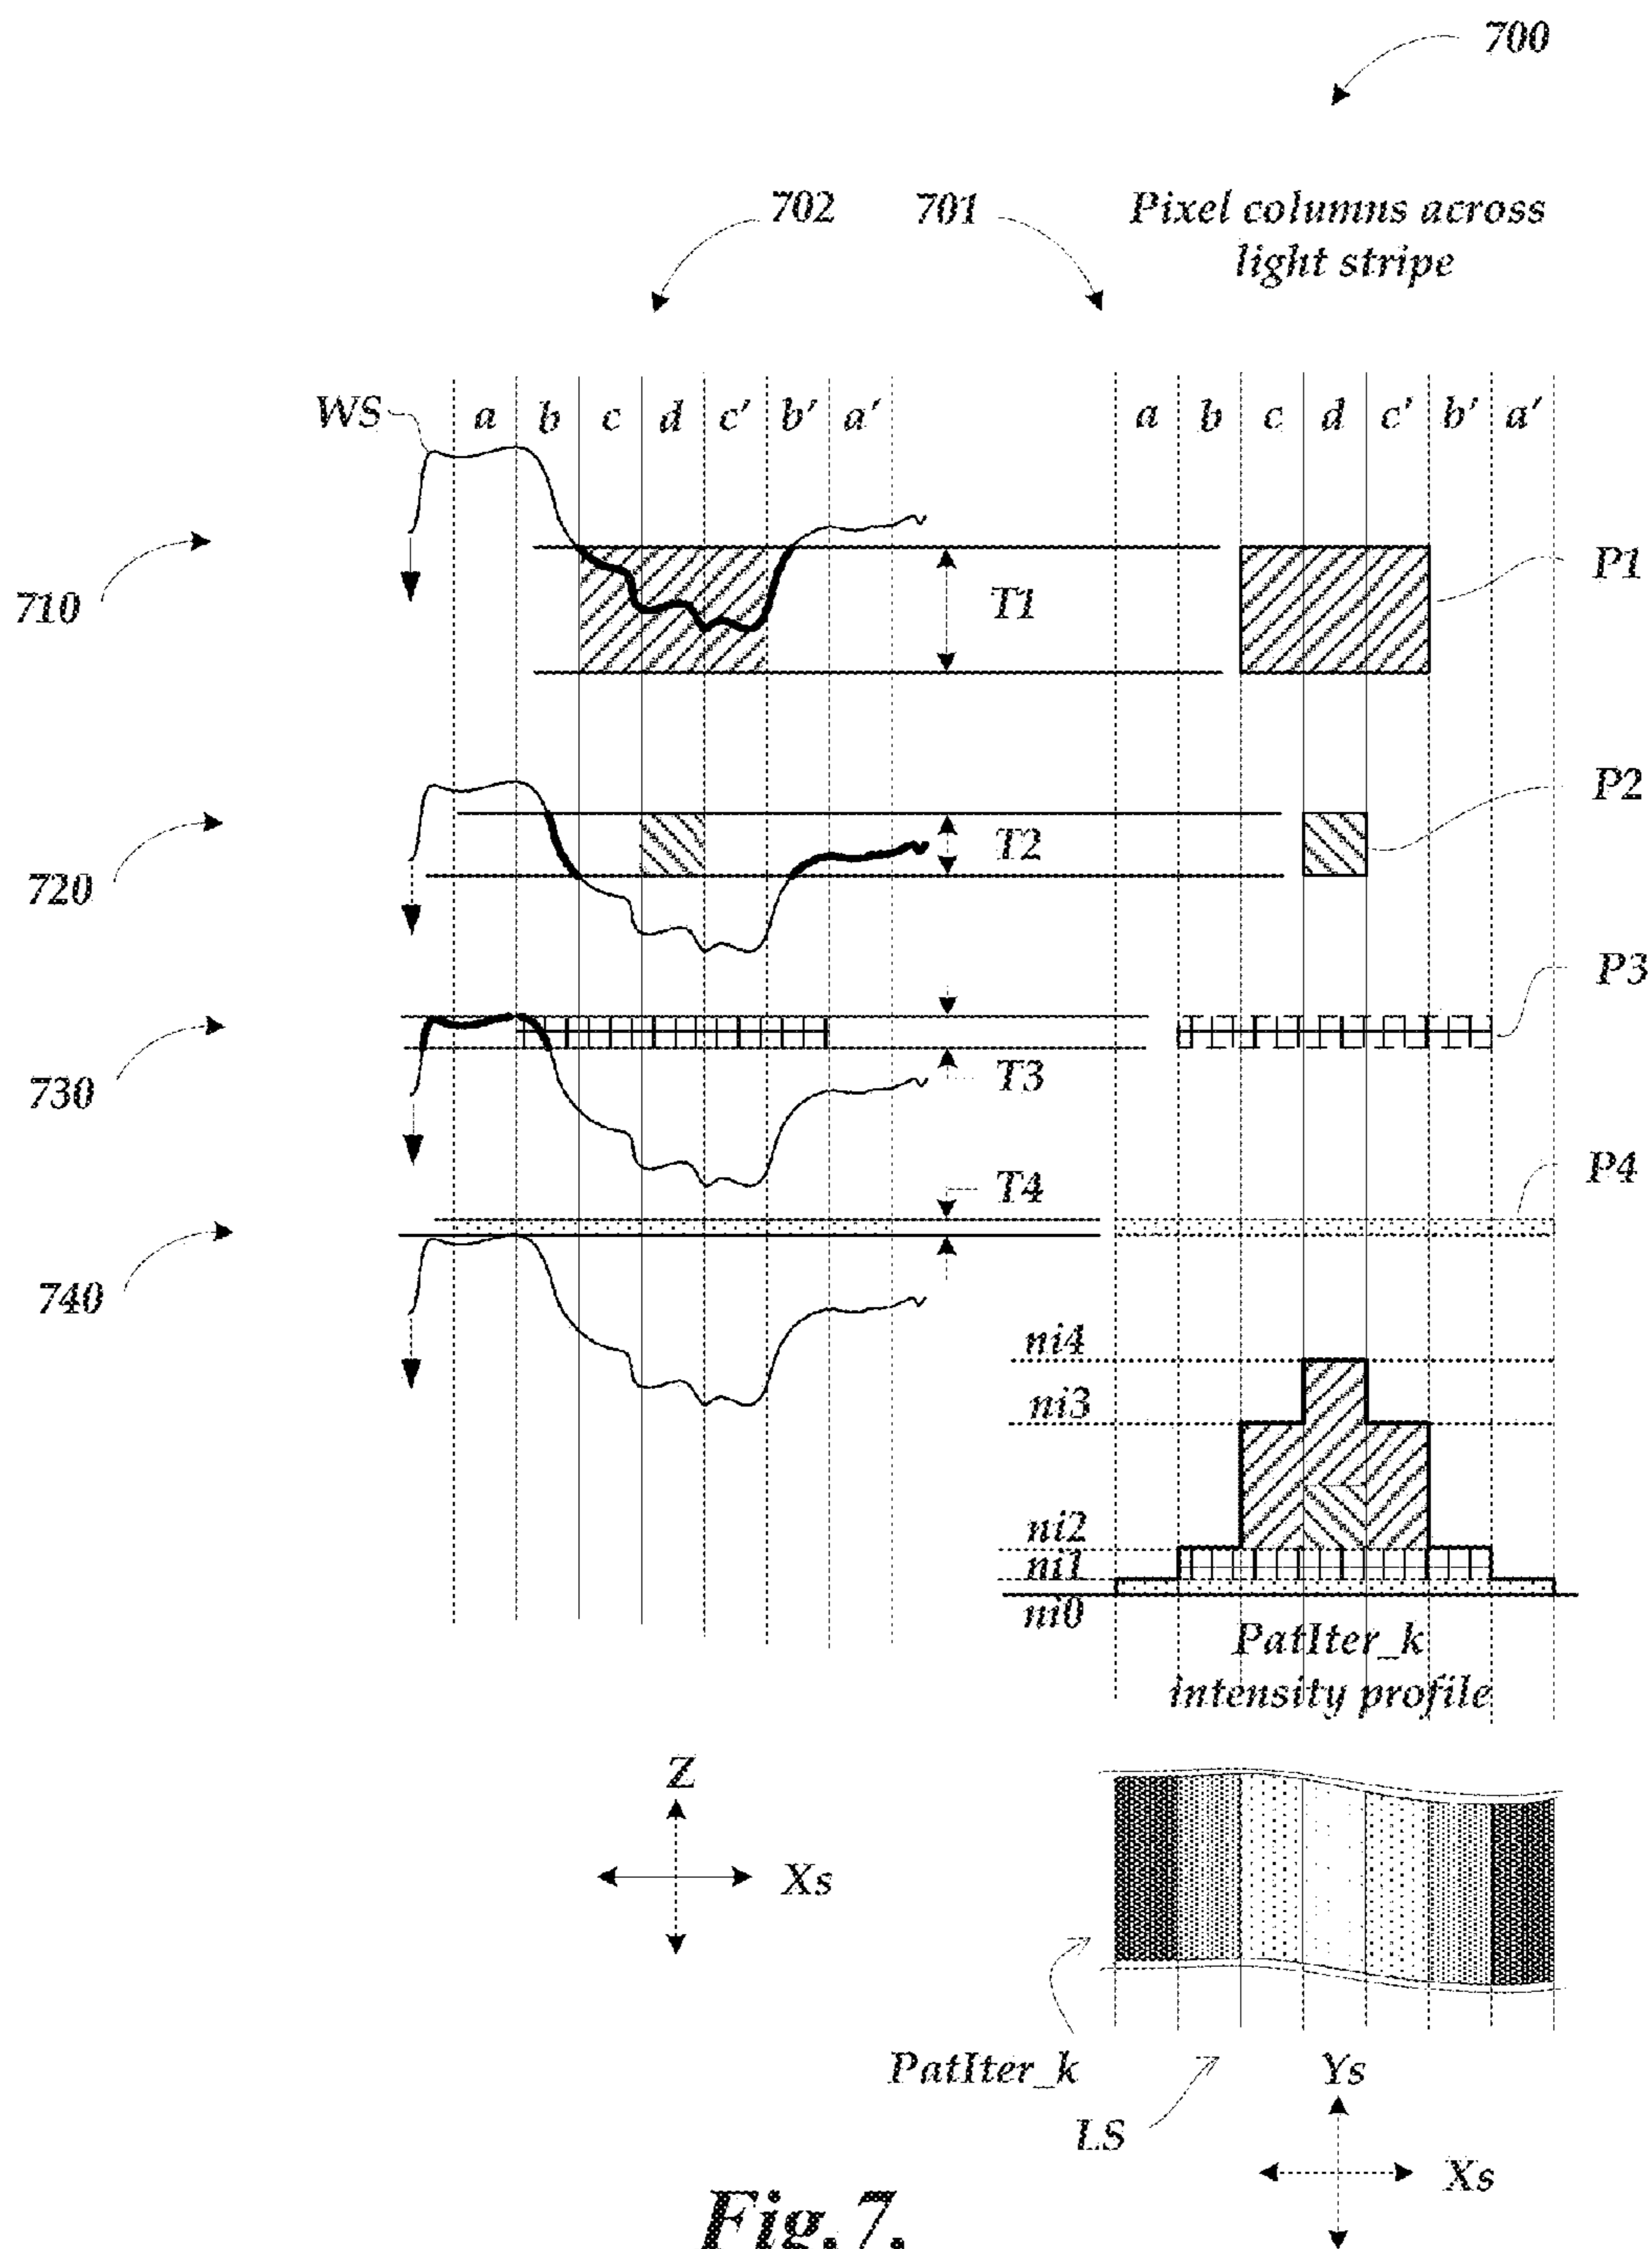 700
702
701
Pixel columns across
light stripe
WS
a b c d c' b' a'
a b c d c' b' a'
710
T1
P1
720
T2
P2
730
T3
P3
740
T4
P4
ni4
ni3
ni2
ni1
ni0
PatIter_k
intensity profile
Z
Xs
PatIter_k
LS
Ys
Xs
Fig.7.